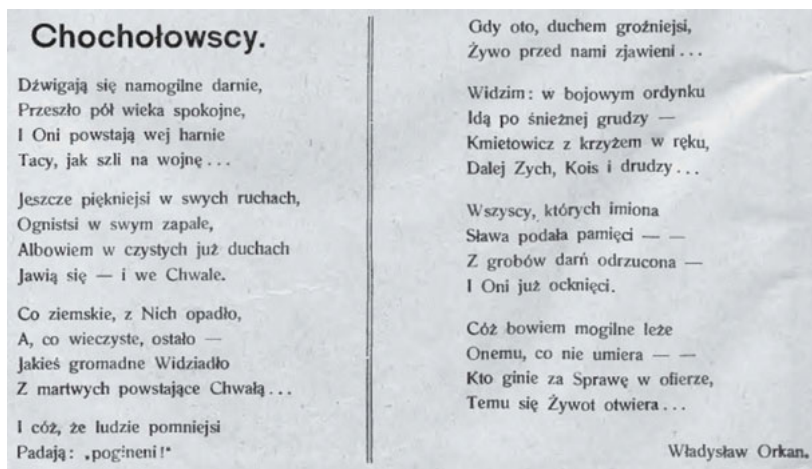 Chochołowscy.
Dźwigają się namogilne darnie,
Przeszło pół wieka spokojne,
I Oni powstają wej harnie
Tacy, jak szli na wojnę...
Jeszcze piękniejsi w swych ruchach,
Ognistsi w swym zapale,
Albowiem w czystych już duchach
Jawią się — i we Chwale.
Co ziemskie, z Nich opadło,
A, co wieczyste, ostało —
Jakieś gromadne Widziadło
Z martwych powstające Chwałą...
I cóż, że ludzie pomniejsi
Padają: „pogineni!“
Gdy oto, duchem groźniejsi,
Żywo przed nami zjawieni...
Widzim: w bojowym ordynku
Idą po śnieżnej grudzy —
Kmietowicz z krzyżem w ręku,
Dalej Zych, Kois i drudzy...
Wszyscy, których imiona
Sława podała pamięci — —
Z grobów darń odrzucona —
I Oni już ocknięci.
Cóż bowiem mogilne leże
Onemu, co nie umiera — —
Kto ginie za Sprawę w ofierze,
Temu się Żywot otwiera...
Władysław Orkan.